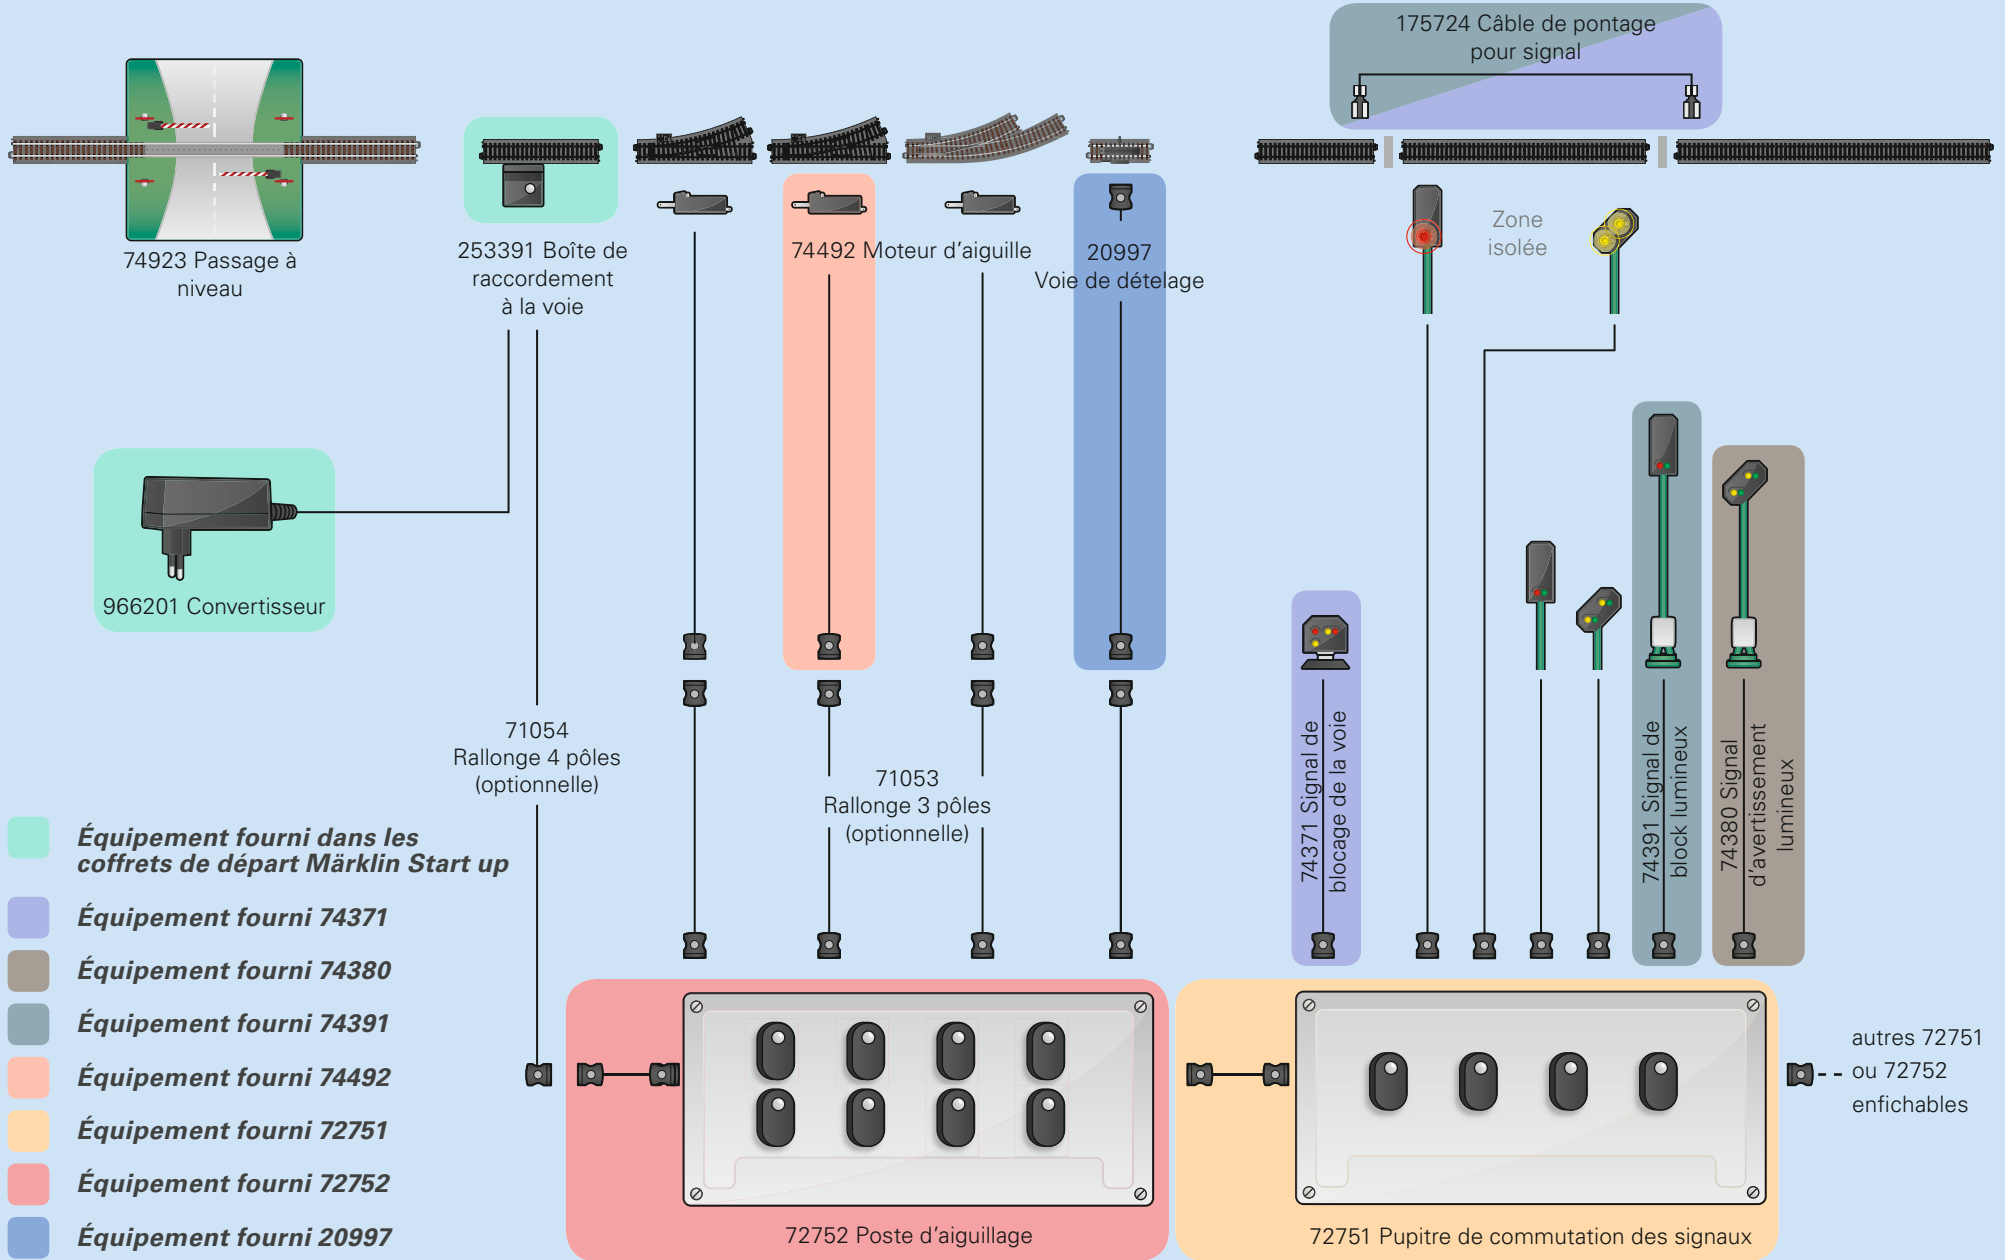 175724 Câble de pontage
pour signal
74923 Passage à
niveau
253391 Boîte de
raccordement
à la voie
74492 Moteur d’aiguille
20997
Voie de dételage
Zone
isolée
966201 Convertisseur
71054
Rallonge 4 pôles
(optionnelle)
71053
Rallonge 3 pôles
(optionnelle)
74371 Signal de
blocage de la voie
74391 Signal de
block lumineux
74380 Signal
d’avertissement
lumineux
Équipement fourni dans les
coffrets de départ Märklin Start up
Équipement fourni 74371
Équipement fourni 74380
Équipement fourni 74391
Équipement fourni 74492
Équipement fourni 72751
Équipement fourni 72752
Équipement fourni 20997
72752 Poste d’aiguillage
72751 Pupitre de commutation des signaux
autres 72751
ou 72752
enfichables